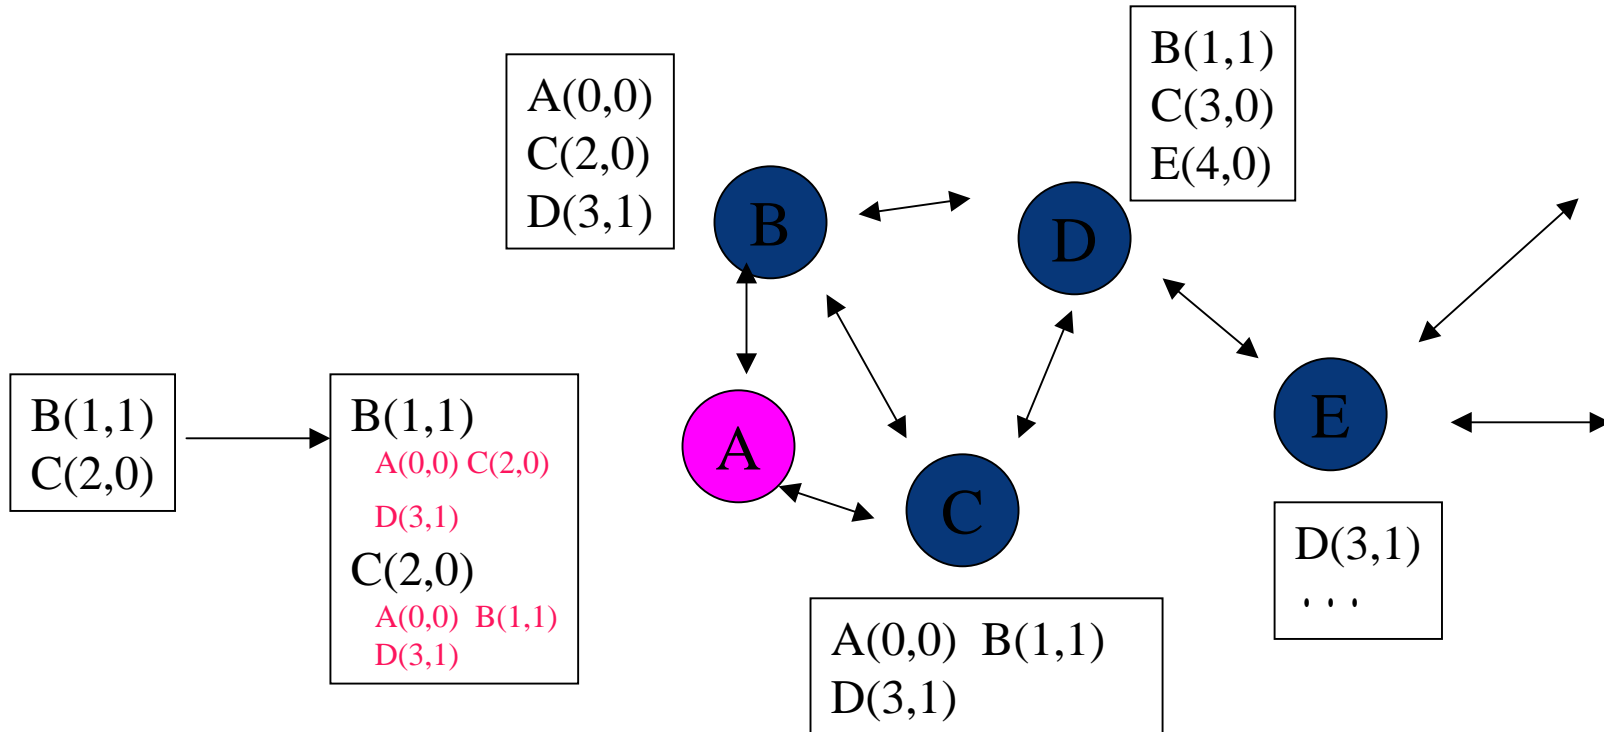 A(0,0)
C(2,0)
D(3,1)
B(1,1)
C(3,0)
E(4,0)
B
D
B(1,1)
C(2,0)
B(1,1)
A(0,0) C(2,0)
D(3,1)
C(2,0)
A(0,0) B(1,1)
D(3,1)
A
C
E
D(3,1)
...
A(0,0) B(1,1)
D(3,1)